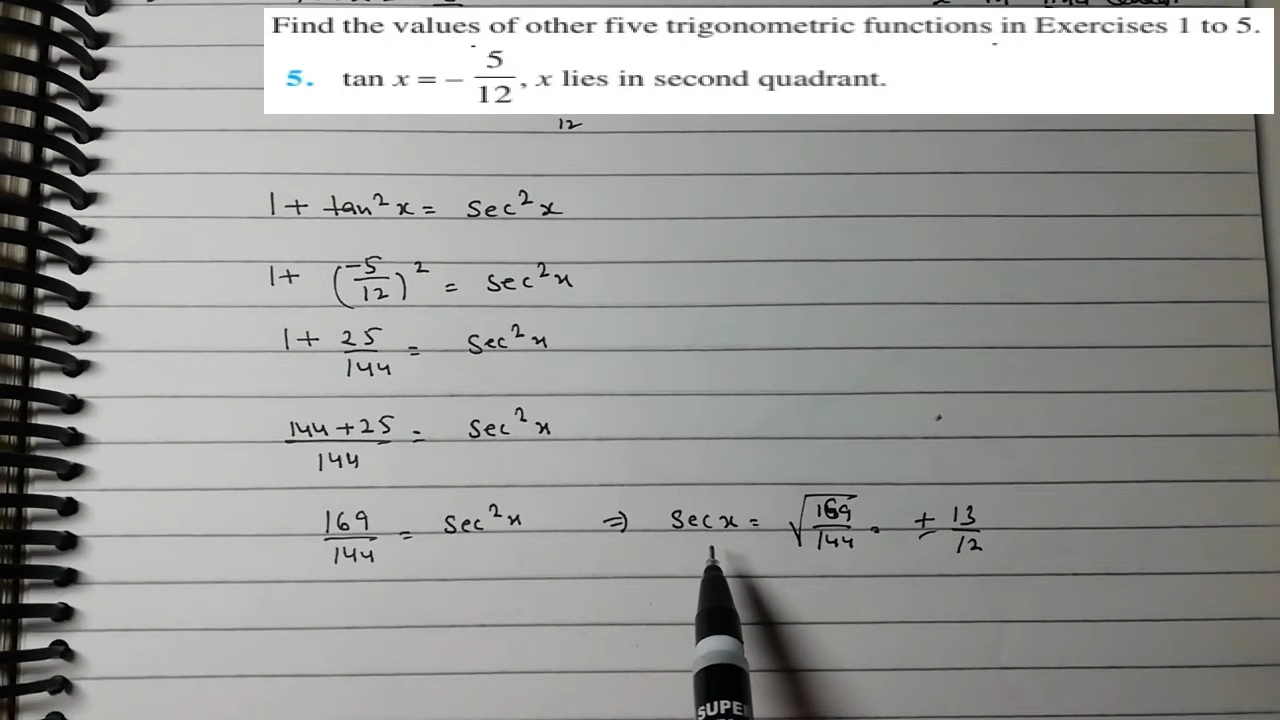 Find the values of other five trigonometric functions in Exercises 1 to 5.
5. tan x = − 5/12, x lies in second quadrant.
12
1 + tan²x = sec²x
1 + (-5/12)² = sec²x
1 + 25/144 = sec²x
144+25/144 = sec²x
169/144 = sec²x ⇒ sec x = √169/144 = ± 13/12
SUPE